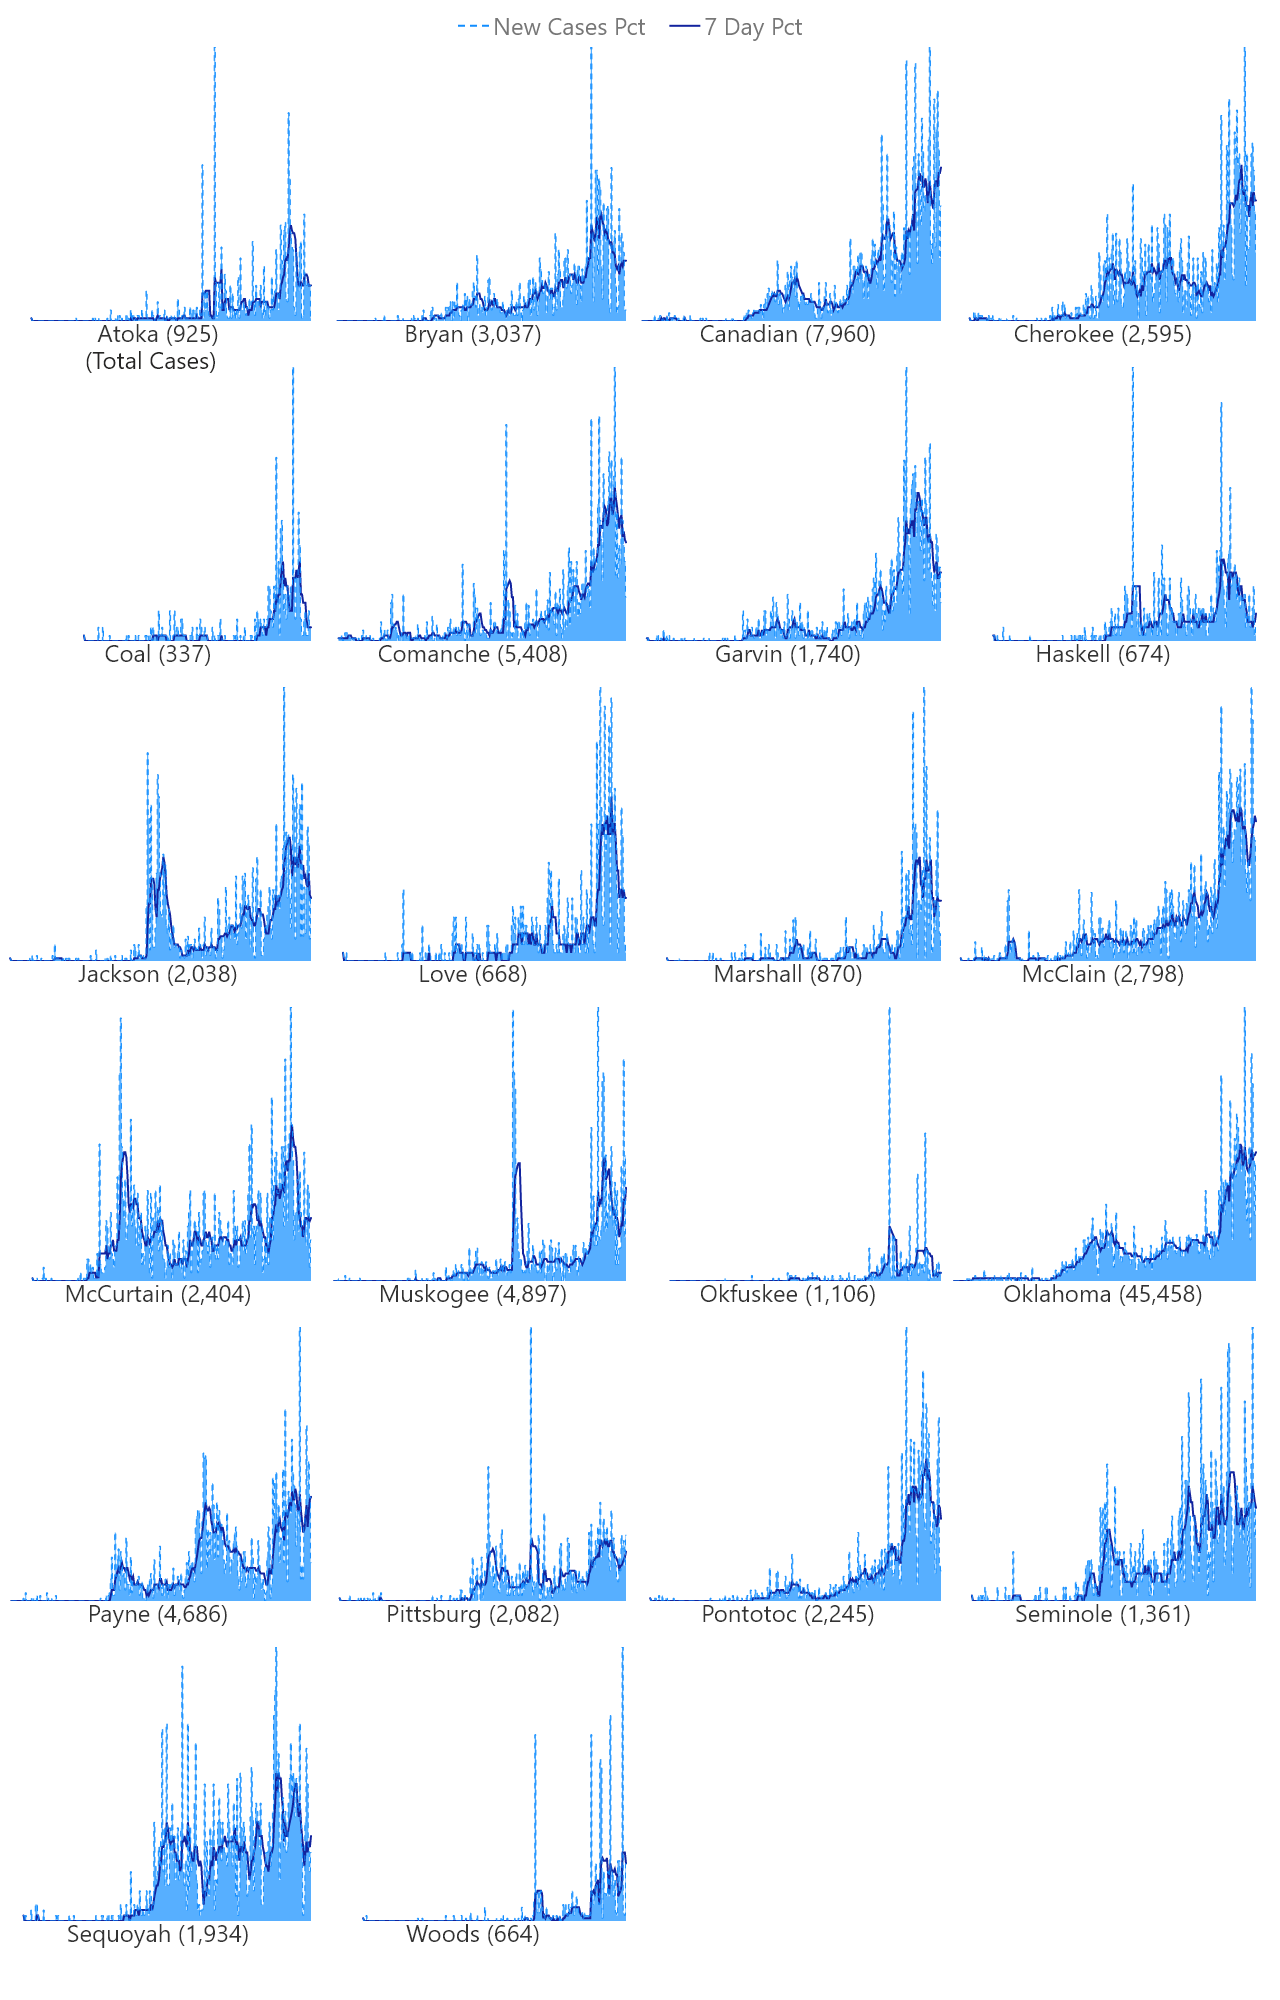 New Cases Pct 7 Day Pct
Atoka (925) Bryan (3,037) Canadian (7,960) Cherokee (2,595)
(Total Cases)
Coal (337) Comanche (5,408) Garvin (1,740) Haskell (674)
Jackson (2,038) Love (668) Marshall (870) McClain (2,798)
McCurtain (2,404) Muskogee (4,897) Okfuskee (1,106) Oklahoma (45,458)
Payne (4,686) Pittsburg (2,082) Pontotoc (2,245) Seminole (1,361)
Sequoyah (1,934) Woods (664)